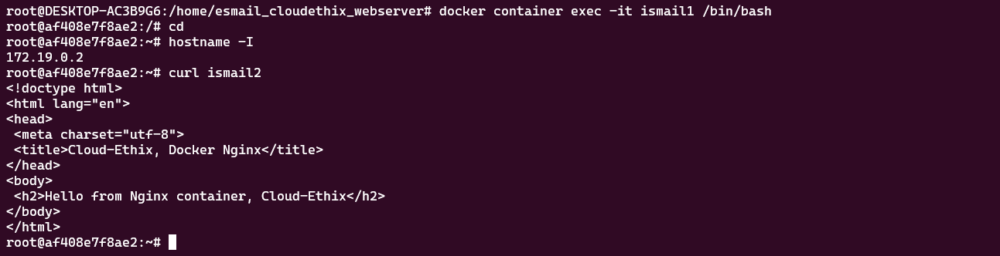 root@DESKTOP-AC3B9G6:/home/esmail_cloudethix_webserver# docker container exec -it ismail1 /bin/bash
root@af408e7f8ae2:/# cd
root@af408e7f8ae2:~# hostname -I
172.19.0.2
root@af408e7f8ae2:~# curl ismail2
<!doctype html>
<html lang="en">
<head>
 <meta charset="utf-8">
 <title>Cloud-Ethix, Docker Nginx</title>
</head>
<body>
 <h2>Hello from Nginx container, Cloud-Ethix</h2>
</body>
</html>
root@af408e7f8ae2:~#